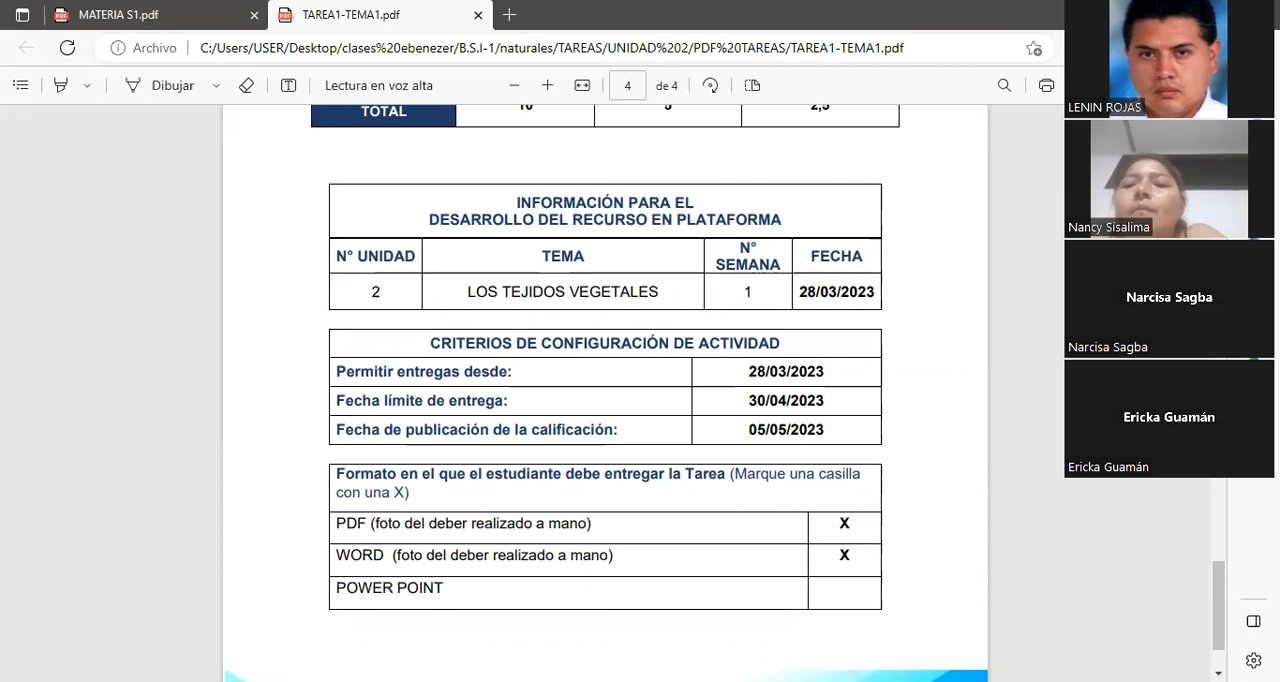 MATERIA S1.pdf
TAREA1-TEMA1.pdf
Archivo
C:/Users/USER/Desktop/clases%20ebenezer/B.S.I-1/naturales/TAREAS/UNIDAD%202/PDF%20TAREAS/TAREA1-TEMA1.pdf
Dibujar
Lectura en voz alta
4
de 4
TOTAL 10 5 2,5
INFORMACIÓN PARA EL
DESARROLLO DEL RECURSO EN PLATAFORMA
N° UNIDAD TEMA N° SEMANA FECHA
2 LOS TEJIDOS VEGETALES 1 28/03/2023
CRITERIOS DE CONFIGURACIÓN DE ACTIVIDAD
Permitir entregas desde: 28/03/2023
Fecha límite de entrega: 30/04/2023
Fecha de publicación de la calificación: 05/05/2023
Formato en el que el estudiante debe entregar la Tarea (Marque una casilla
con una X)
PDF (foto del deber realizado a mano) X
WORD (foto del deber realizado a mano) X
POWER POINT
LENIN ROJAS
Nancy Sisalima
Narcisa Sagba
Narcisa Sagba
Ericka Guamán
Ericka Guamán